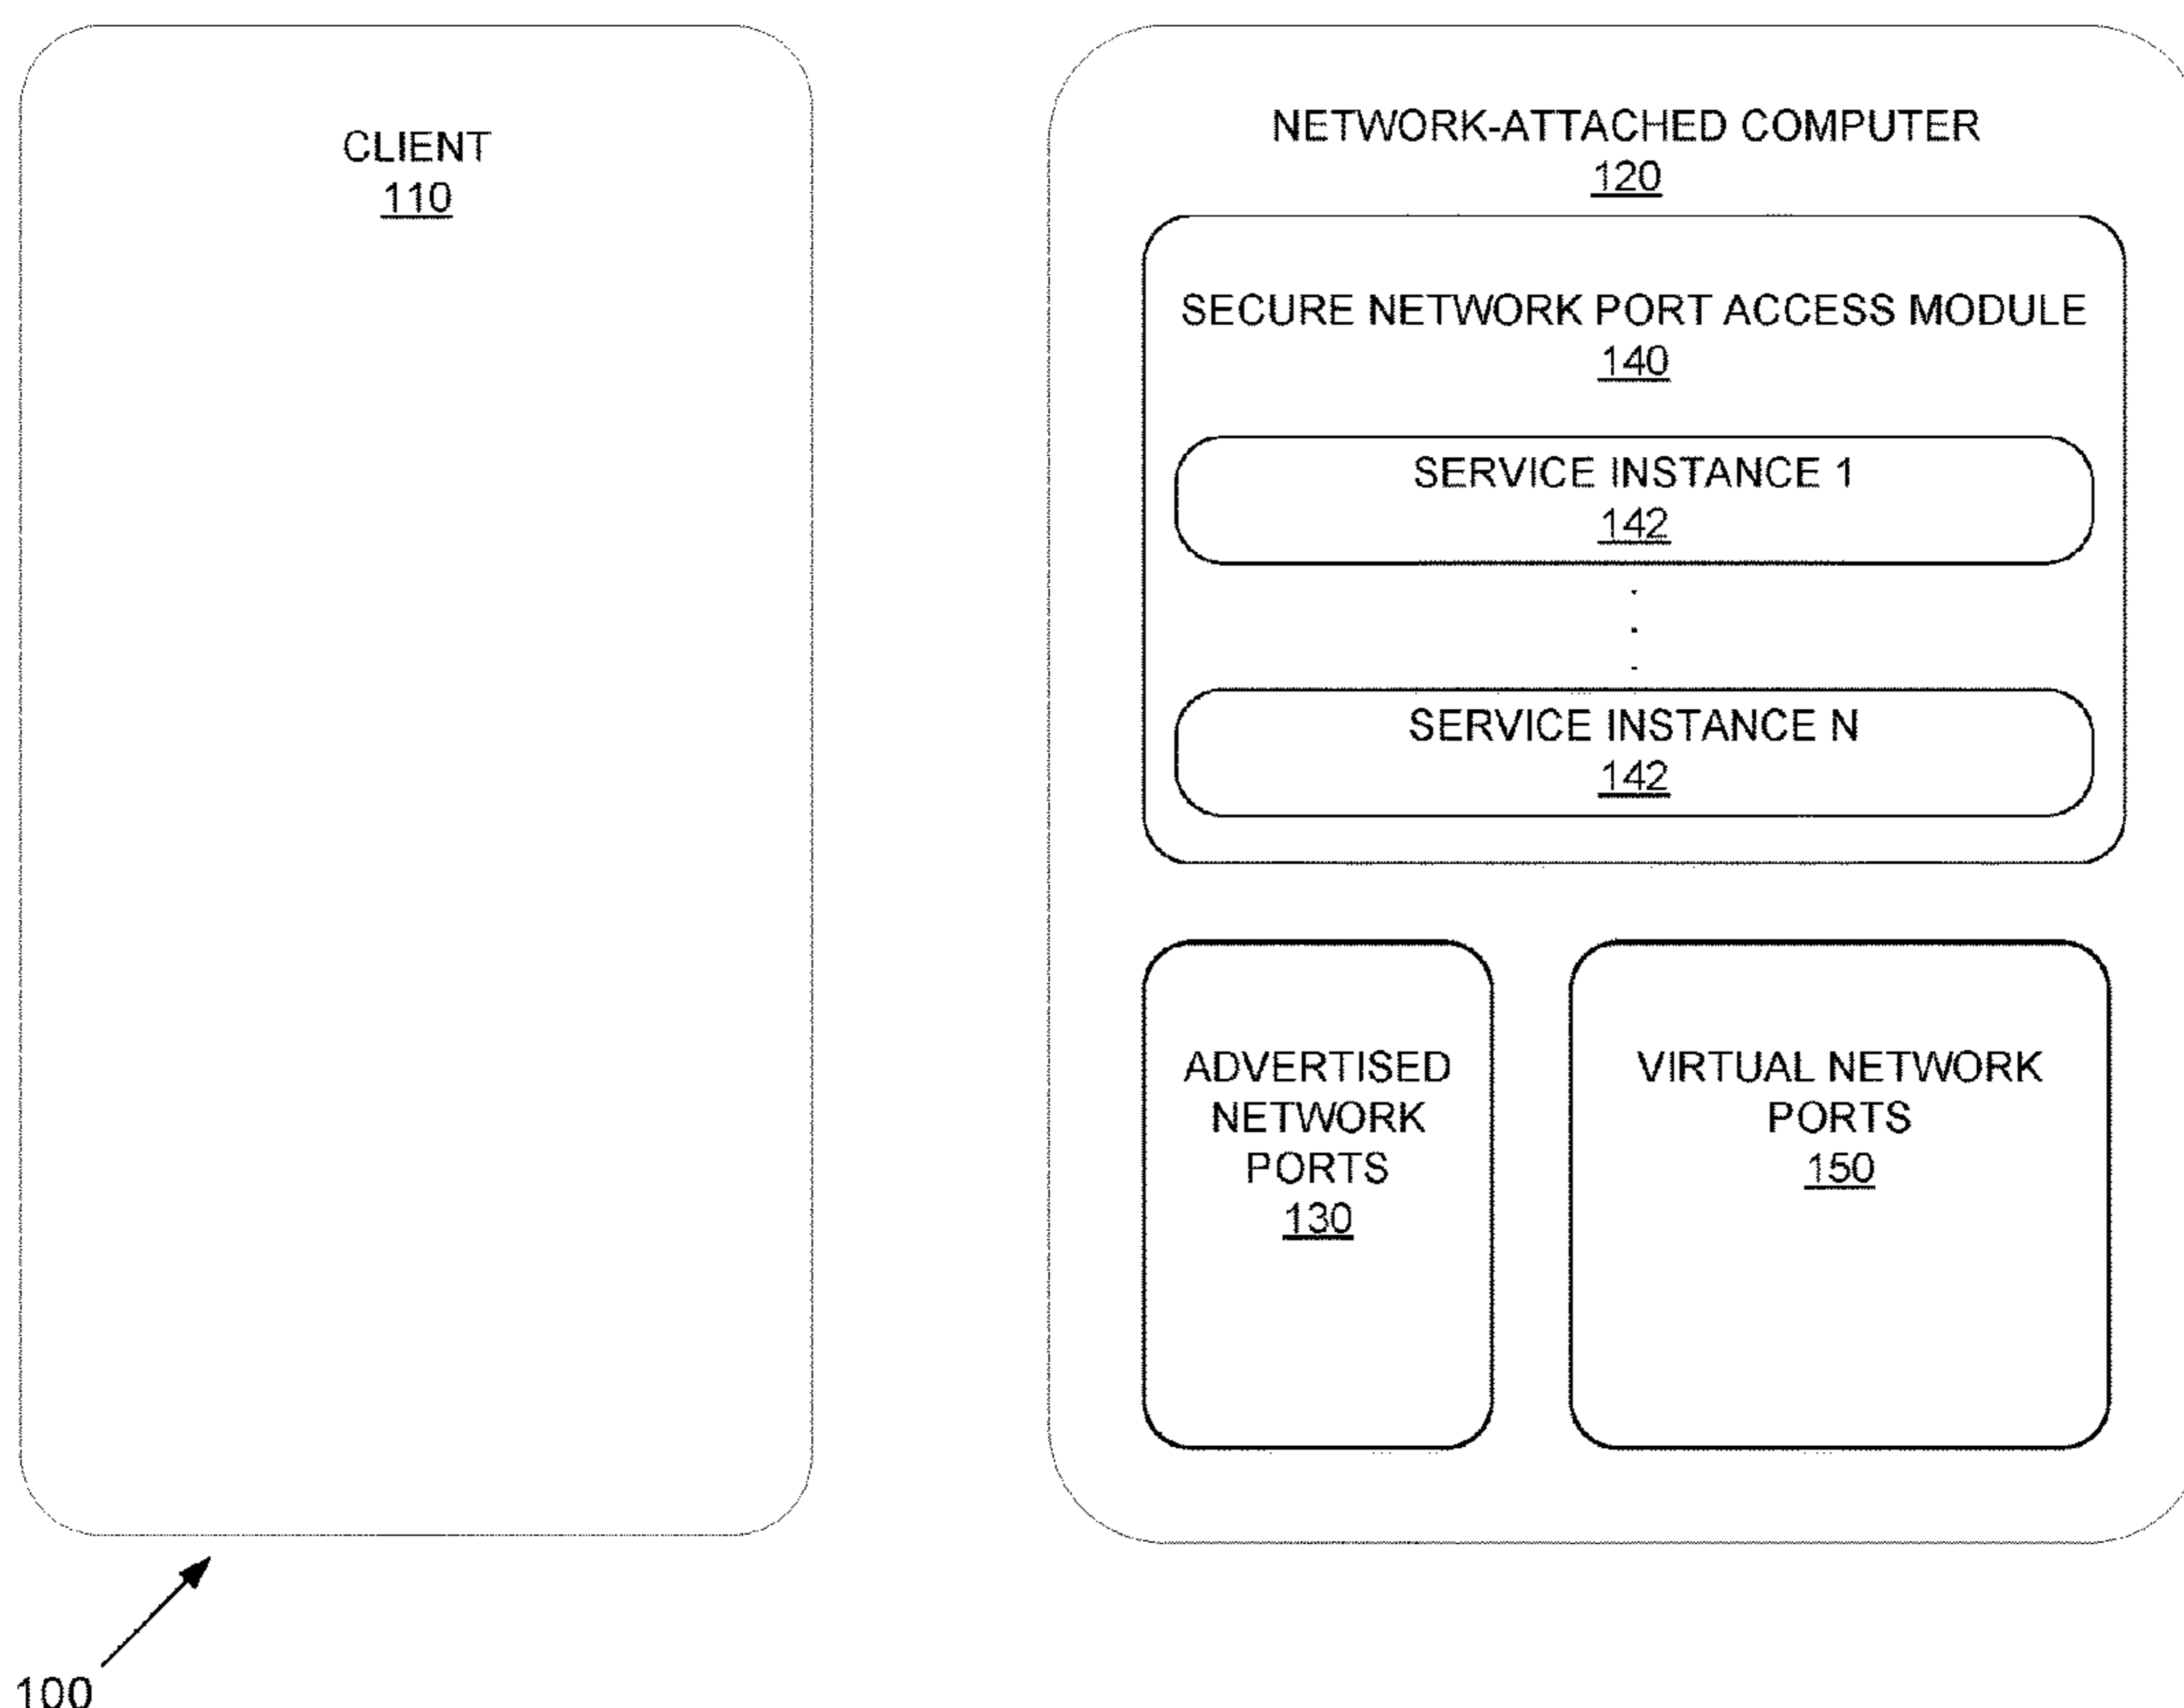 CLIENT
110
NETWORK-ATTACHED COMPUTER
120
SECURE NETWORK PORT ACCESS MODULE
140
SERVICE INSTANCE 1
142
SERVICE INSTANCE N
142
ADVERTISED
NETWORK
PORTS
130
VIRTUAL NETWORK
PORTS
150
100